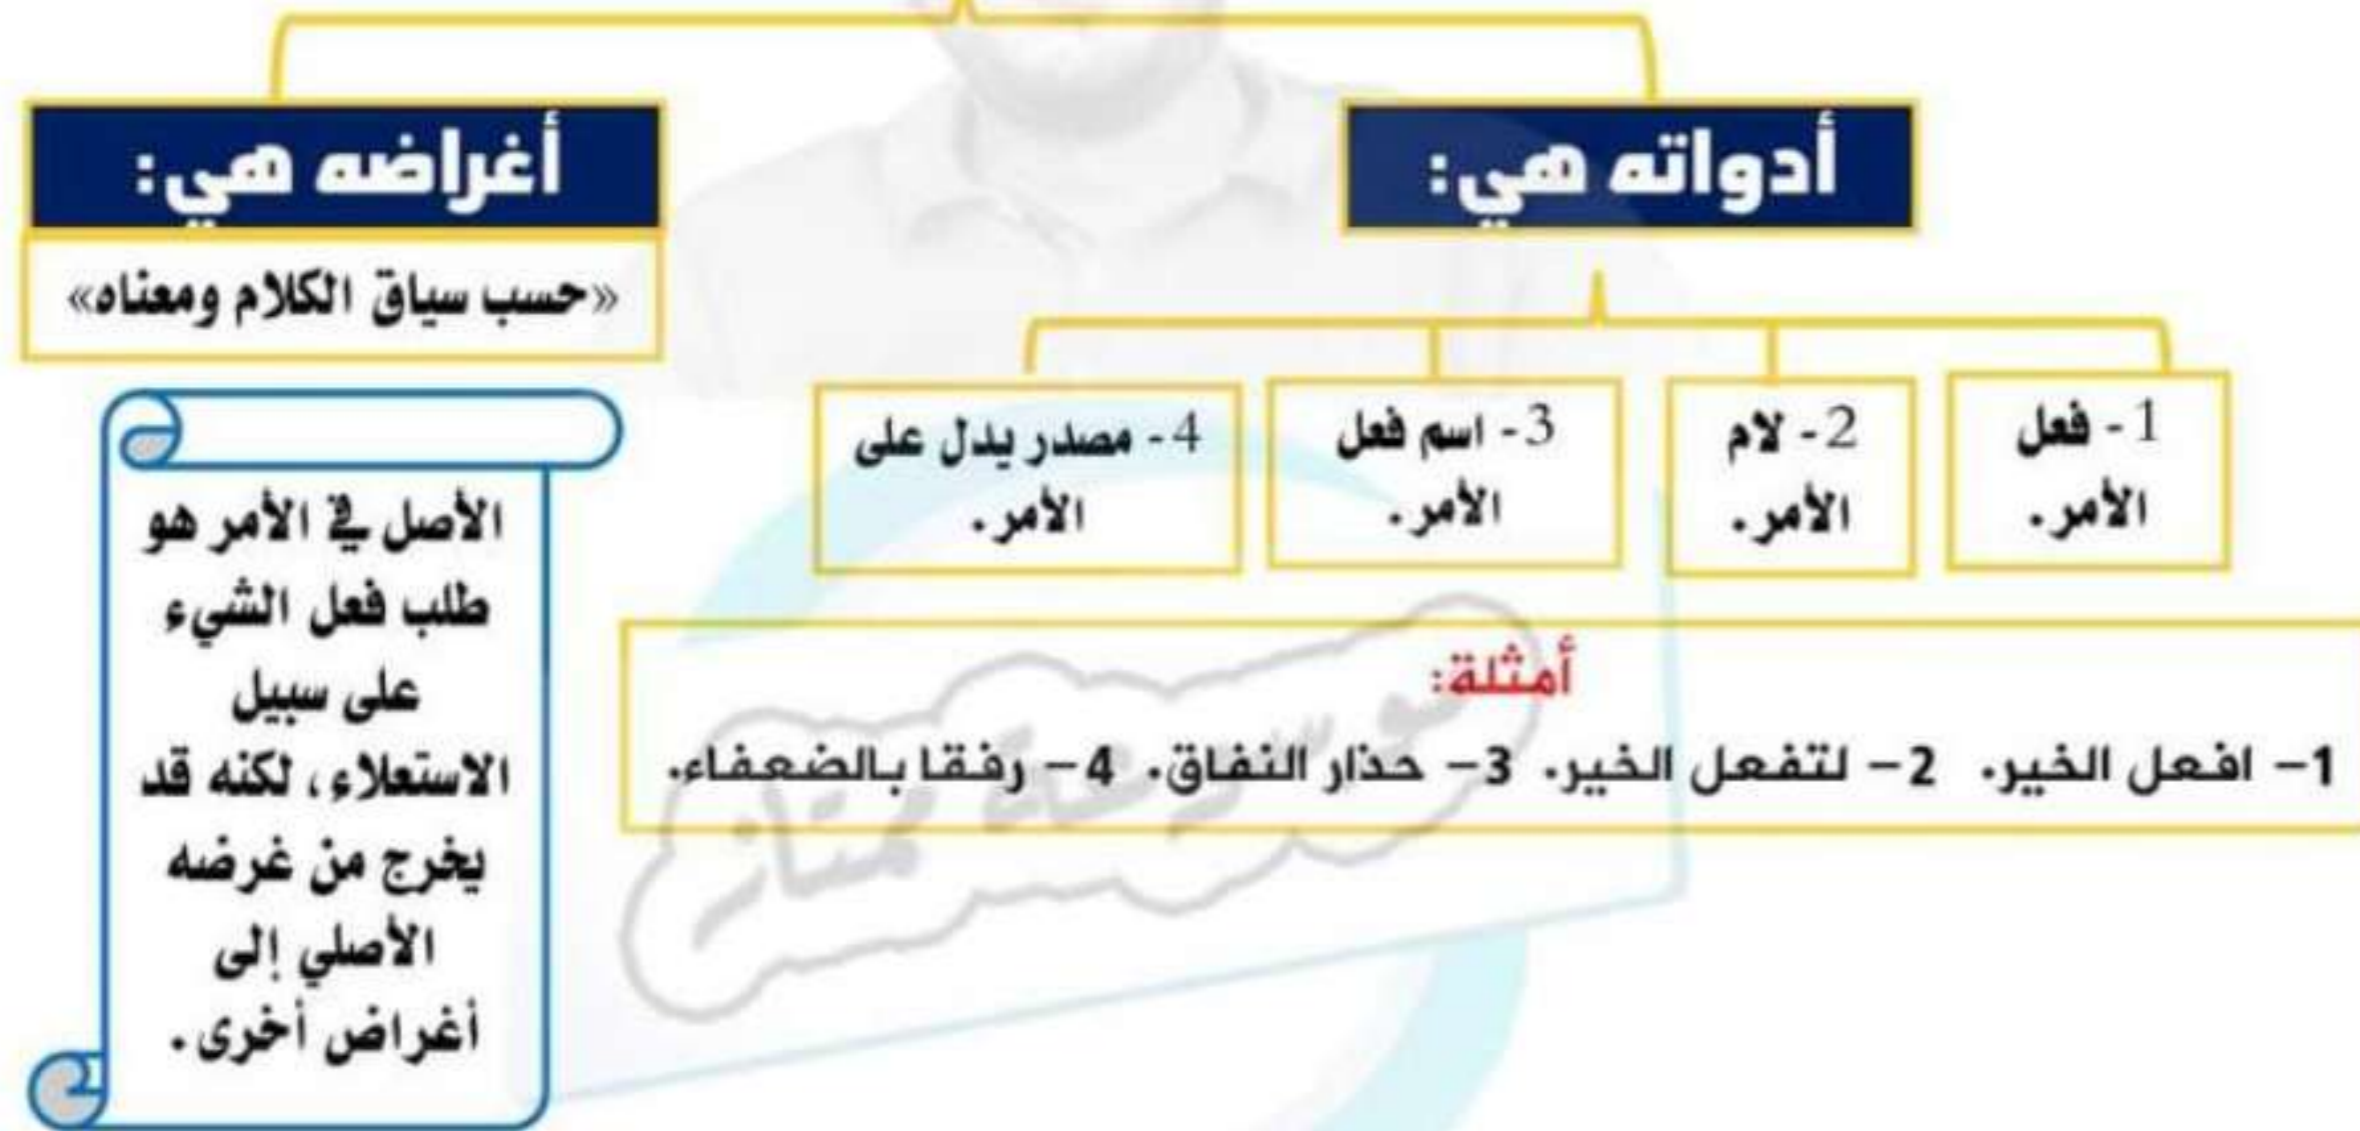 أدواته هي:
أغراضه هي:
«حسب سياق الكلام ومعناه»
1- فعل
الأمر.
2- لام
الأمر.
3- اسم فعل
الأمر.
4- مصدر يدل على
الأمر.
أمثلة:
1– افعل الخير. 2– لتفعل الخير. 3– حذار النفاق. 4– رفقا بالضعفاء.
الأصل في الأمر هو
طلب فعل الشيء
على سبيل
الاستعلاء، لكنه قد
يخرج من غرضه
الأصلي إلى
أغراض أخرى.